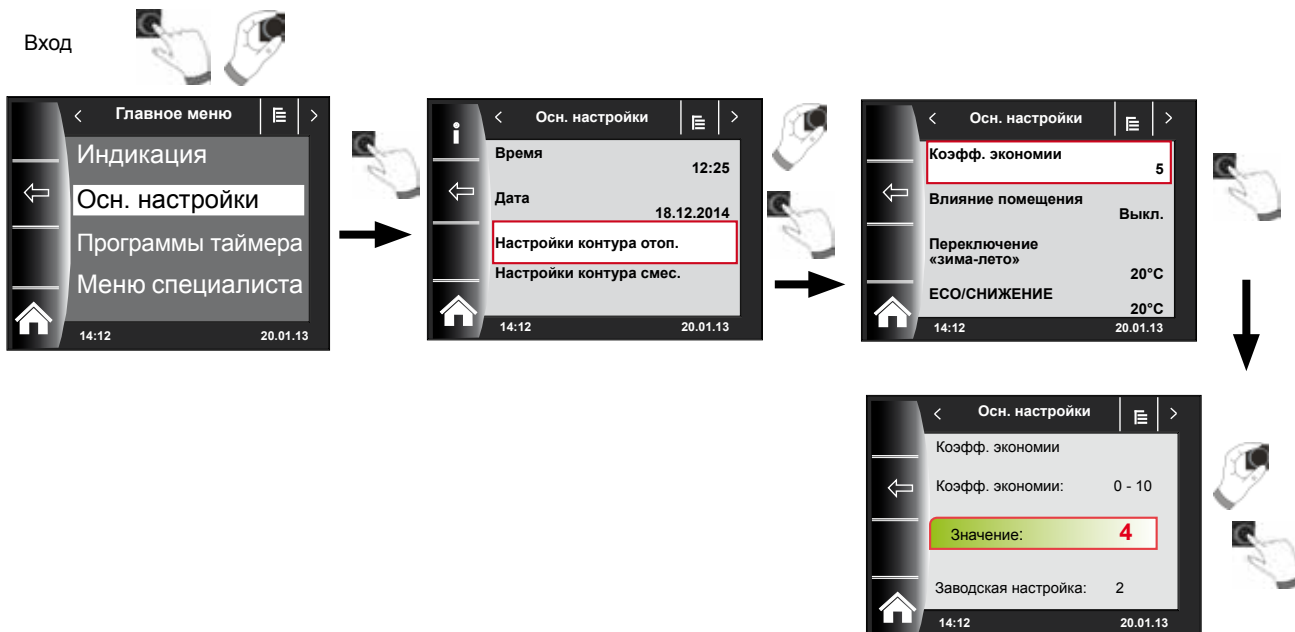 Вход
< Главное меню >
Индикация
Осн. настройки
Программы таймера
Меню специалиста
14:12 20.01.13
< Осн. настройки >
Время
12:25
Дата
18.12.2014
Настройки контура отоп.
Настройки контура смес.
14:12 20.01.13
< Осн. настройки >
Коэфф. экономии
5
Влияние помещения
Выкл.
Переключение
«зима-лето»
20°C
ECO/СНИЖЕНИЕ
20°C
14:12 20.01.13
< Осн. настройки >
Коэфф. экономии
Коэфф. экономии: 0 - 10
Значение: 4
Заводская настройка: 2
14:12 20.01.13